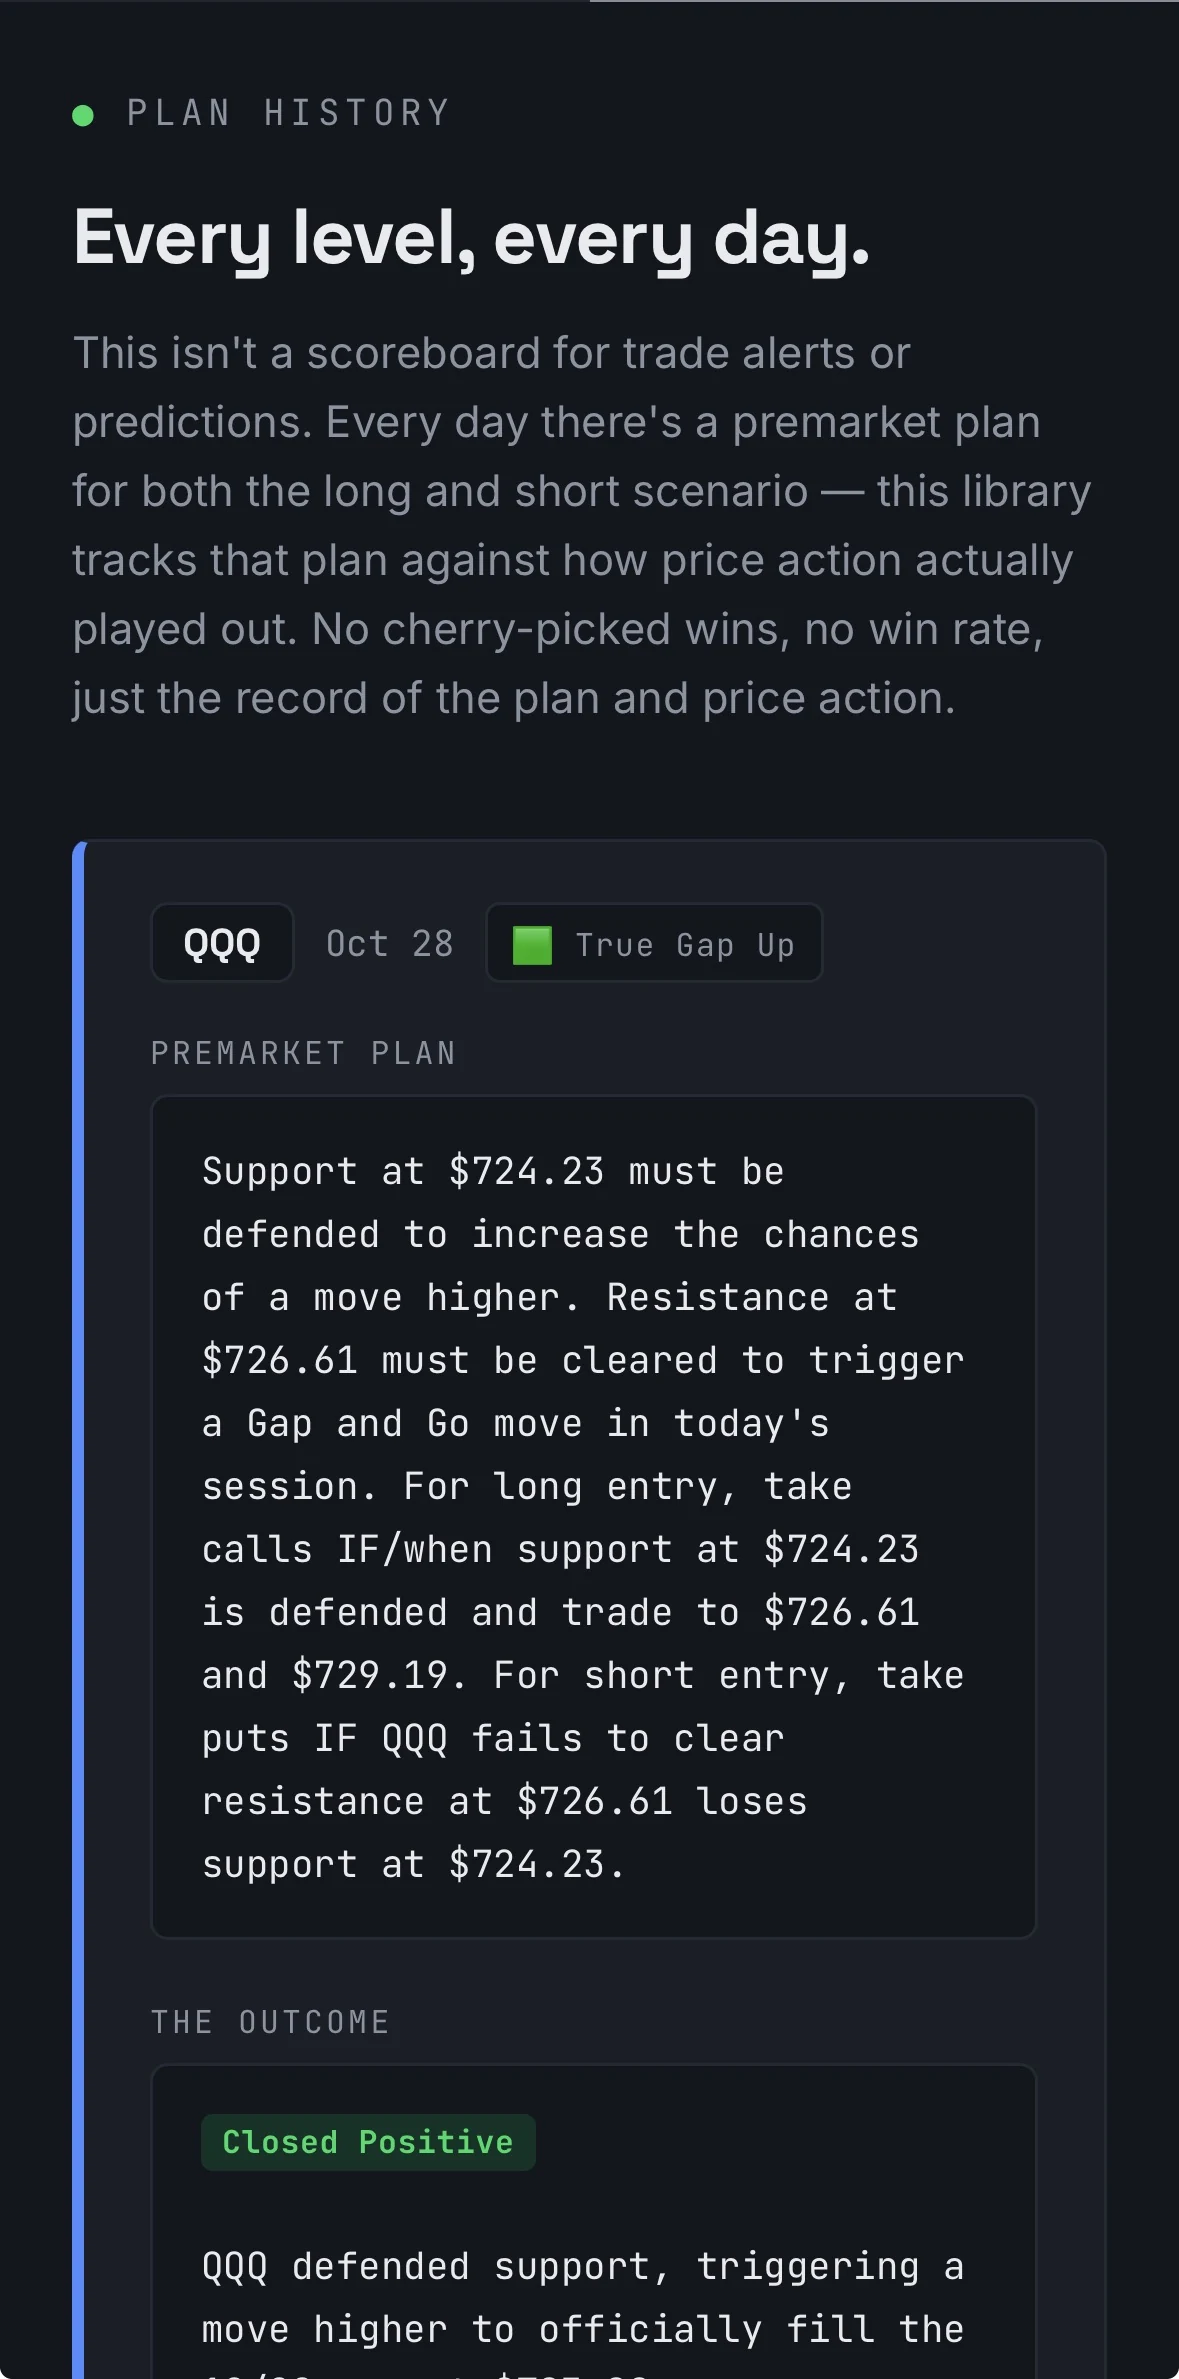 PLAN HISTORY
Every level, every day.
This isn't a scoreboard for trade alerts or
predictions. Every day there's a premarket plan
for both the long and short scenario — this library
tracks that plan against how price action actually
played out. No cherry-picked wins, no win rate,
just the record of the plan and price action.
QQQ Oct 28 True Gap Up
PREMARKET PLAN
Support at $724.23 must be
defended to increase the chances
of a move higher. Resistance at
$726.61 must be cleared to trigger
a Gap and Go move in today's
session. For long entry, take
calls IF/when support at $724.23
is defended and trade to $726.61
and $729.19. For short entry, take
puts IF QQQ fails to clear
resistance at $726.61 loses
support at $724.23.
THE OUTCOME
Closed Positive
QQQ defended support, triggering a
move higher to officially fill the